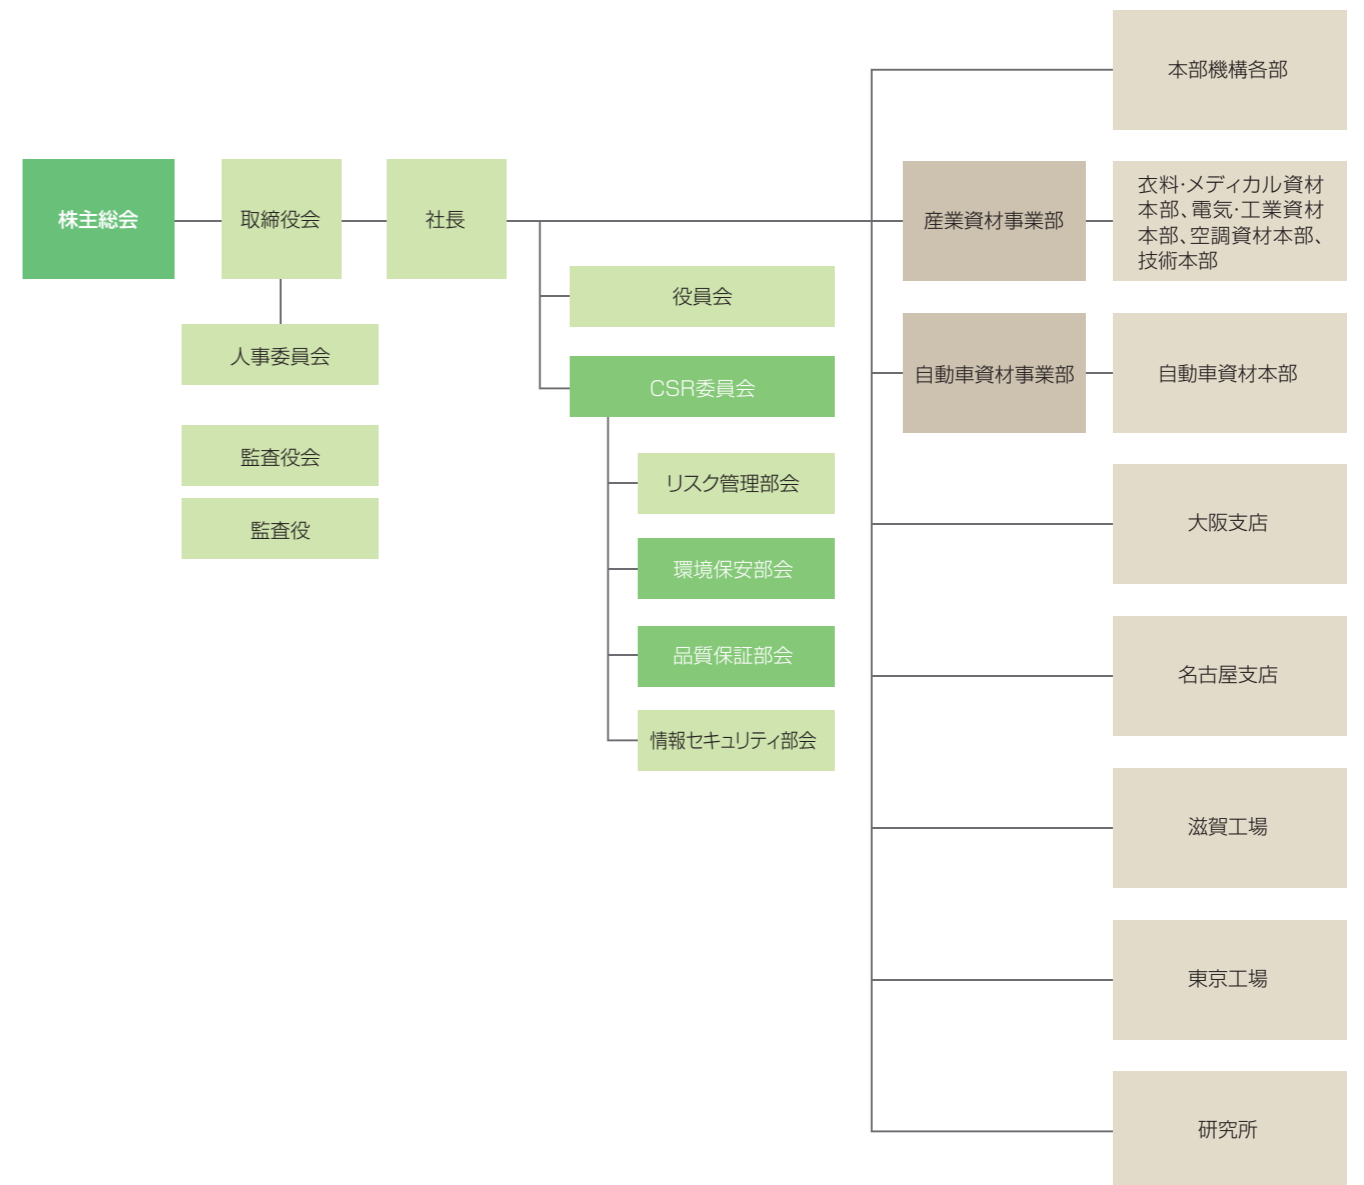 株主総会
取締役会
社長
人事委員会
監査役会
監査役
役員会
CSR委員会
リスク管理部会
環境保安部会
品質保証部会
情報セキュリティ部会
本部機構各部
産業資材事業部
衣料・メディカル資材
本部、電気・工業資材
本部、空調資材本部、
技術本部
自動車資材事業部
自動車資材本部
大阪支店
名古屋支店
滋賀工場
東京工場
研究所